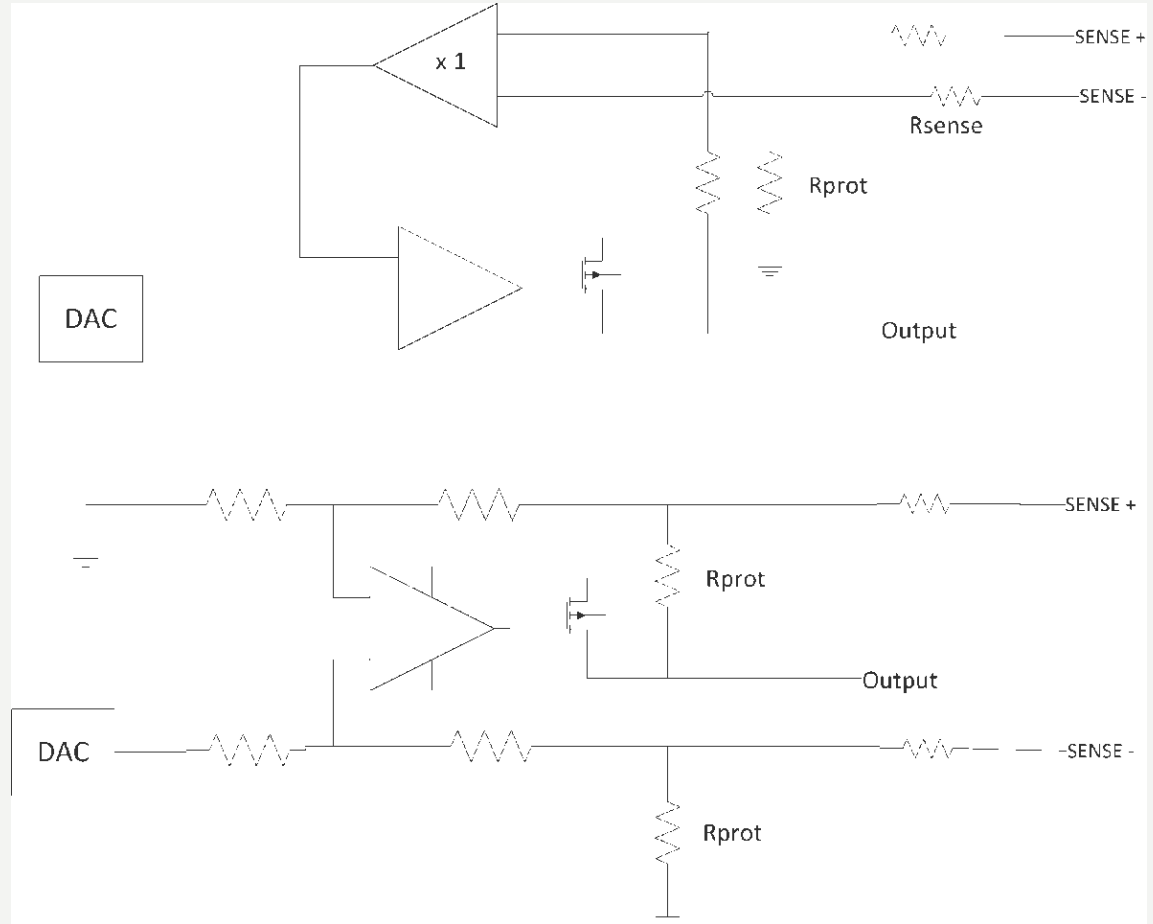 x 1
SENSE +
SENSE -
Rsense
Rprot
DAC
Output
SENSE +
Rprot
Output
DAC
-SENSE -
Rprot